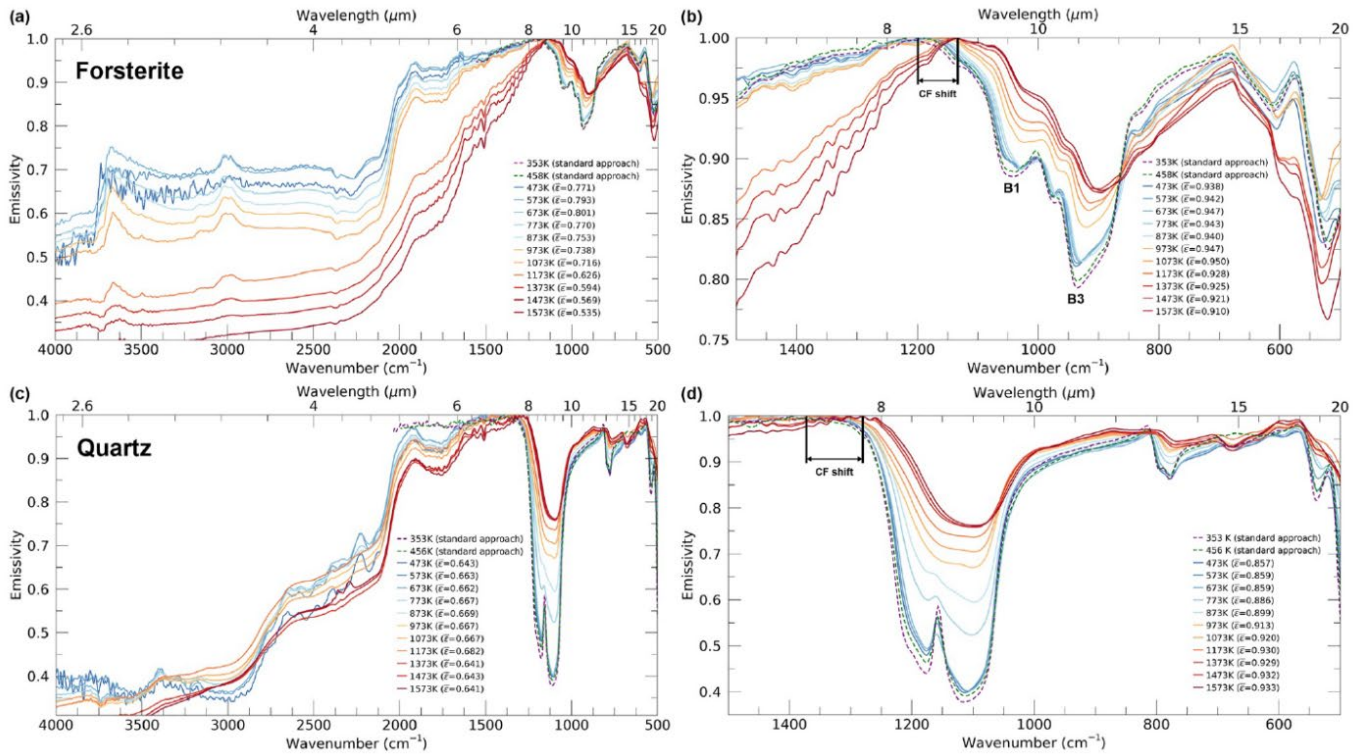 (a)
Wavelength (μm)
2.6 4 6 8 10 15 20
Forsterite
Emissivity
1.0
0.9
0.8
0.7
0.6
0.5
0.4
353K (standard approach)
458K (standard approach)
473K (ε̅=0.771)
573K (ε̅=0.793)
673K (ε̅=0.801)
773K (ε̅=0.770)
873K (ε̅=0.753)
973K (ε̅=0.738)
1073K (ε̅=0.716)
1173K (ε̅=0.626)
1373K (ε̅=0.594)
1473K (ε̅=0.569)
1573K (ε̅=0.535)
4000 3500 3000 2500 2000 1500 1000 500
Wavenumber (cm⁻¹)
(b)
Wavelength (μm)
8 10 15 20
Emissivity
1.00
0.95
0.90
0.85
0.80
0.75
CF shift
B1
B3
353K (standard approach)
458K (standard approach)
473K (ε̅=0.938)
573K (ε̅=0.942)
673K (ε̅=0.947)
773K (ε̅=0.943)
873K (ε̅=0.940)
973K (ε̅=0.947)
1073K (ε̅=0.950)
1173K (ε̅=0.928)
1373K (ε̅=0.925)
1473K (ε̅=0.921)
1573K (ε̅=0.910)
1400 1200 1000 800 600
Wavenumber (cm⁻¹)
(c)
Wavelength (μm)
2.6 4 6 8 10 15 20
Quartz
Emissivity
1.0
0.9
0.8
0.7
0.6
0.5
0.4
353K (standard approach)
456K (standard approach)
473K (ε̅=0.643)
573K (ε̅=0.663)
673K (ε̅=0.662)
773K (ε̅=0.667)
873K (ε̅=0.669)
973K (ε̅=0.667)
1073K (ε̅=0.667)
1173K (ε̅=0.682)
1373K (ε̅=0.641)
1473K (ε̅=0.643)
1573K (ε̅=0.641)
4000 3500 3000 2500 2000 1500 1000 500
Wavenumber (cm⁻¹)
(d)
Wavelength (μm)
8 10 15 20
Emissivity
1.0
0.9
0.8
0.7
0.6
0.5
0.4
CF shift
353 K (standard approach)
456 K (standard approach)
473K (ε̅=0.857)
573K (ε̅=0.859)
673K (ε̅=0.859)
773K (ε̅=0.886)
873K (ε̅=0.899)
973K (ε̅=0.913)
1073K (ε̅=0.920)
1173K (ε̅=0.930)
1373K (ε̅=0.929)
1473K (ε̅=0.932)
1573K (ε̅=0.933)
1400 1200 1000 800 600
Wavenumber (cm⁻¹)